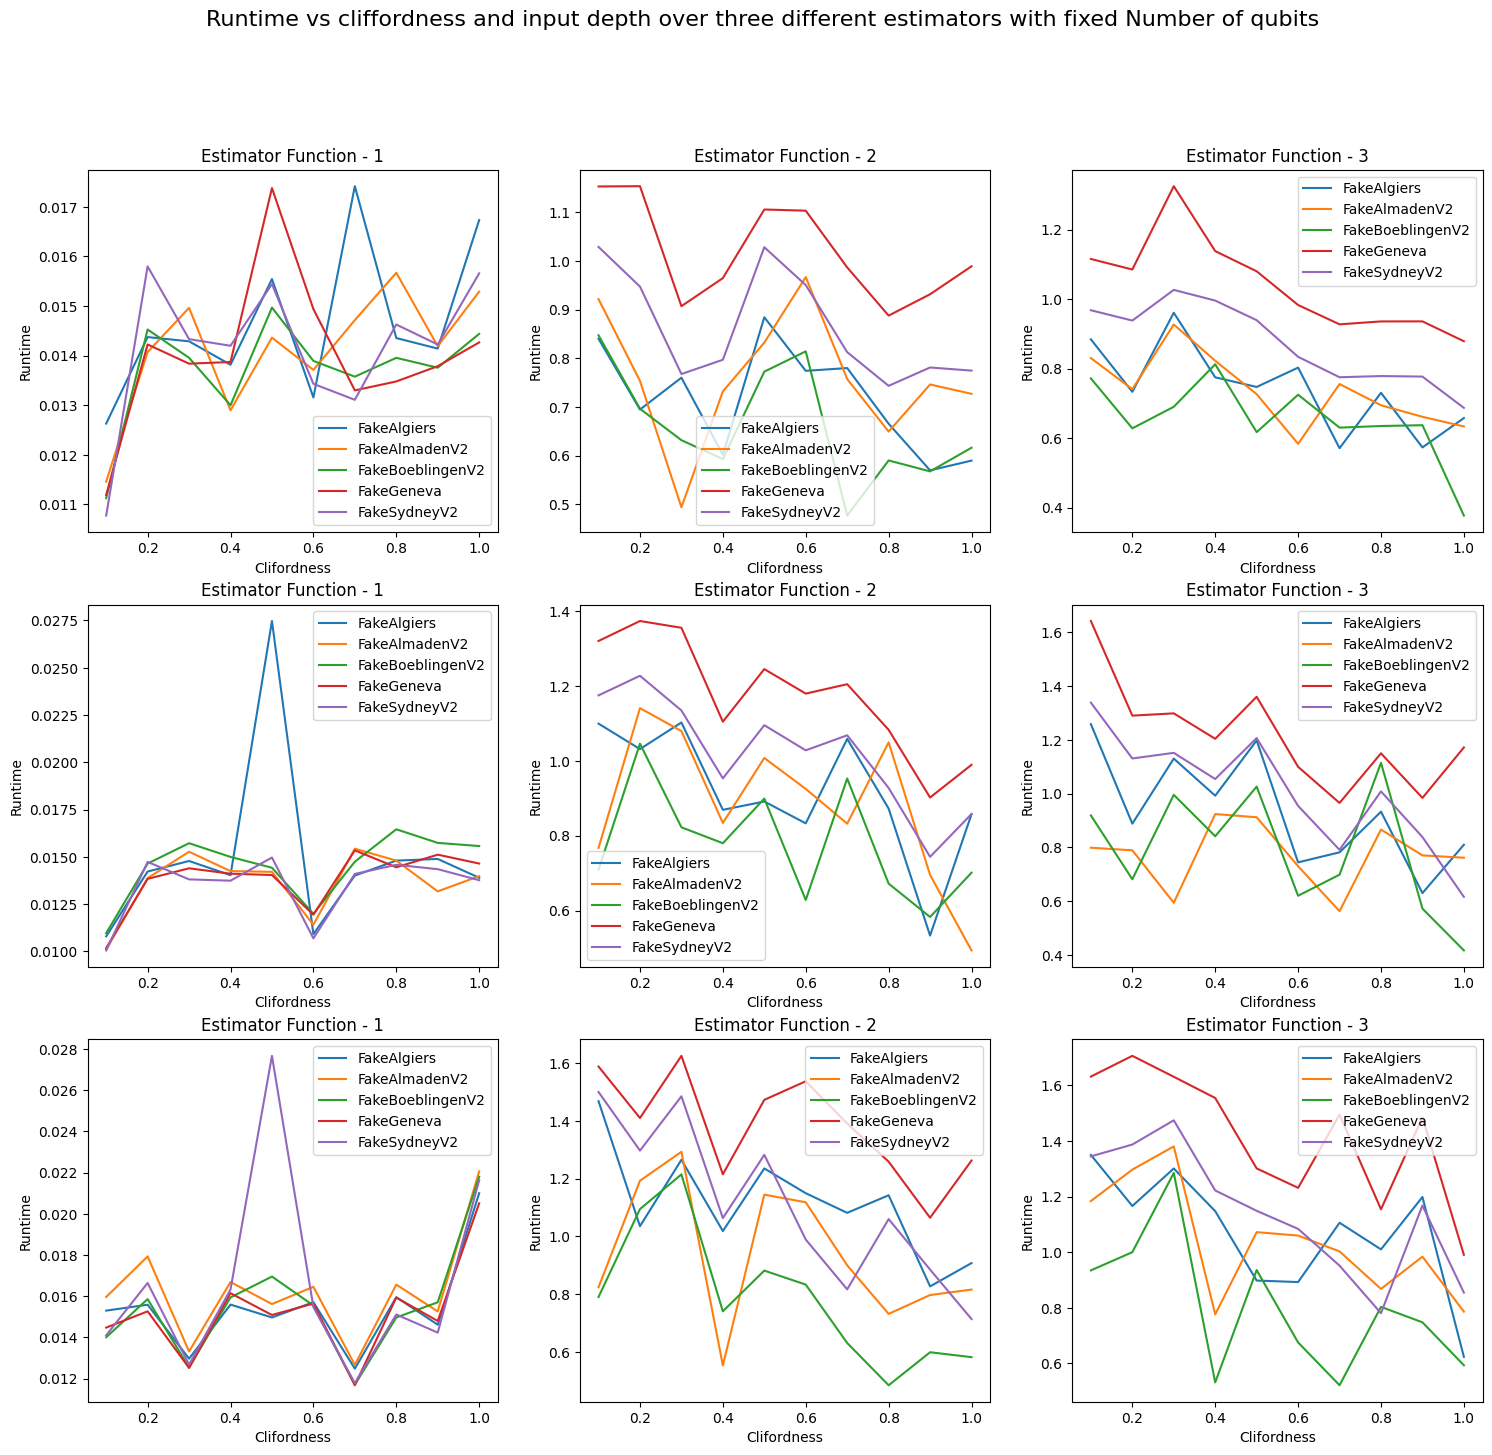 Runtime vs cliffordness and input depth over three different estimators with fixed Number of qubits
Estimator Function - 1
Runtime
0.017
0.016
0.015
0.014
0.013
0.012
0.011
FakeAlgiers
FakeAlmadenV2
FakeBoeblingenV2
FakeGeneva
FakeSydneyV2
0.2 0.4 0.6 0.8 1.0
Clifordness
Estimator Function - 2
Runtime
1.1
1.0
0.9
0.8
0.7
0.6
0.5
FakeAlgiers
FakeAlmadenV2
FakeBoeblingenV2
FakeGeneva
FakeSydneyV2
0.2 0.4 0.6 0.8 1.0
Clifordness
Estimator Function - 3
Runtime
1.2
1.0
0.8
0.6
0.4
FakeAlgiers
FakeAlmadenV2
FakeBoeblingenV2
FakeGeneva
FakeSydneyV2
0.2 0.4 0.6 0.8 1.0
Clifordness
Estimator Function - 1
Runtime
0.0275
0.0250
0.0225
0.0200
0.0175
0.0150
0.0125
0.0100
FakeAlgiers
FakeAlmadenV2
FakeBoeblingenV2
FakeGeneva
FakeSydneyV2
0.2 0.4 0.6 0.8 1.0
Clifordness
Estimator Function - 2
Runtime
1.4
1.2
1.0
0.8
0.6
FakeAlgiers
FakeAlmadenV2
FakeBoeblingenV2
FakeGeneva
FakeSydneyV2
0.2 0.4 0.6 0.8 1.0
Clifordness
Estimator Function - 3
Runtime
1.6
1.4
1.2
1.0
0.8
0.6
0.4
FakeAlgiers
FakeAlmadenV2
FakeBoeblingenV2
FakeGeneva
FakeSydneyV2
0.2 0.4 0.6 0.8 1.0
Clifordness
Estimator Function - 1
Runtime
0.028
0.026
0.024
0.022
0.020
0.018
0.016
0.014
0.012
FakeAlgiers
FakeAlmadenV2
FakeBoeblingenV2
FakeGeneva
FakeSydneyV2
0.2 0.4 0.6 0.8 1.0
Clifordness
Estimator Function - 2
Runtime
1.6
1.4
1.2
1.0
0.8
0.6
FakeAlgiers
FakeAlmadenV2
FakeBoeblingenV2
FakeGeneva
FakeSydneyV2
0.2 0.4 0.6 0.8 1.0
Clifordness
Estimator Function - 3
Runtime
1.6
1.4
1.2
1.0
0.8
0.6
FakeAlgiers
FakeAlmadenV2
FakeBoeblingenV2
FakeGeneva
FakeSydneyV2
0.2 0.4 0.6 0.8 1.0
Clifordness